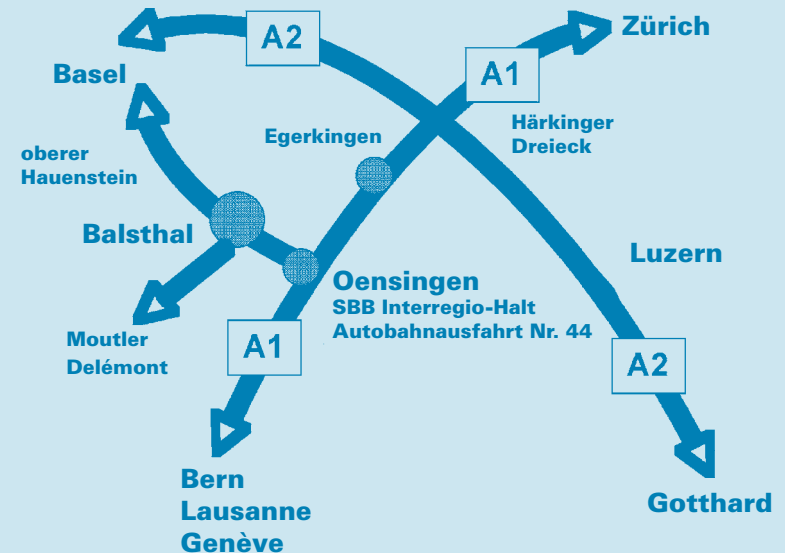 A2
Zürich
Basel
A1
Härkinger
Dreieck
Egerkingen
oberer
Hauenstein
Balsthal
Luzern
Oensingen
SBB Interregio-Halt
Autobahnausfahrt Nr. 44
Moutler
Delémont
A1
A2
Bern
Lausanne
Genève
Gotthard